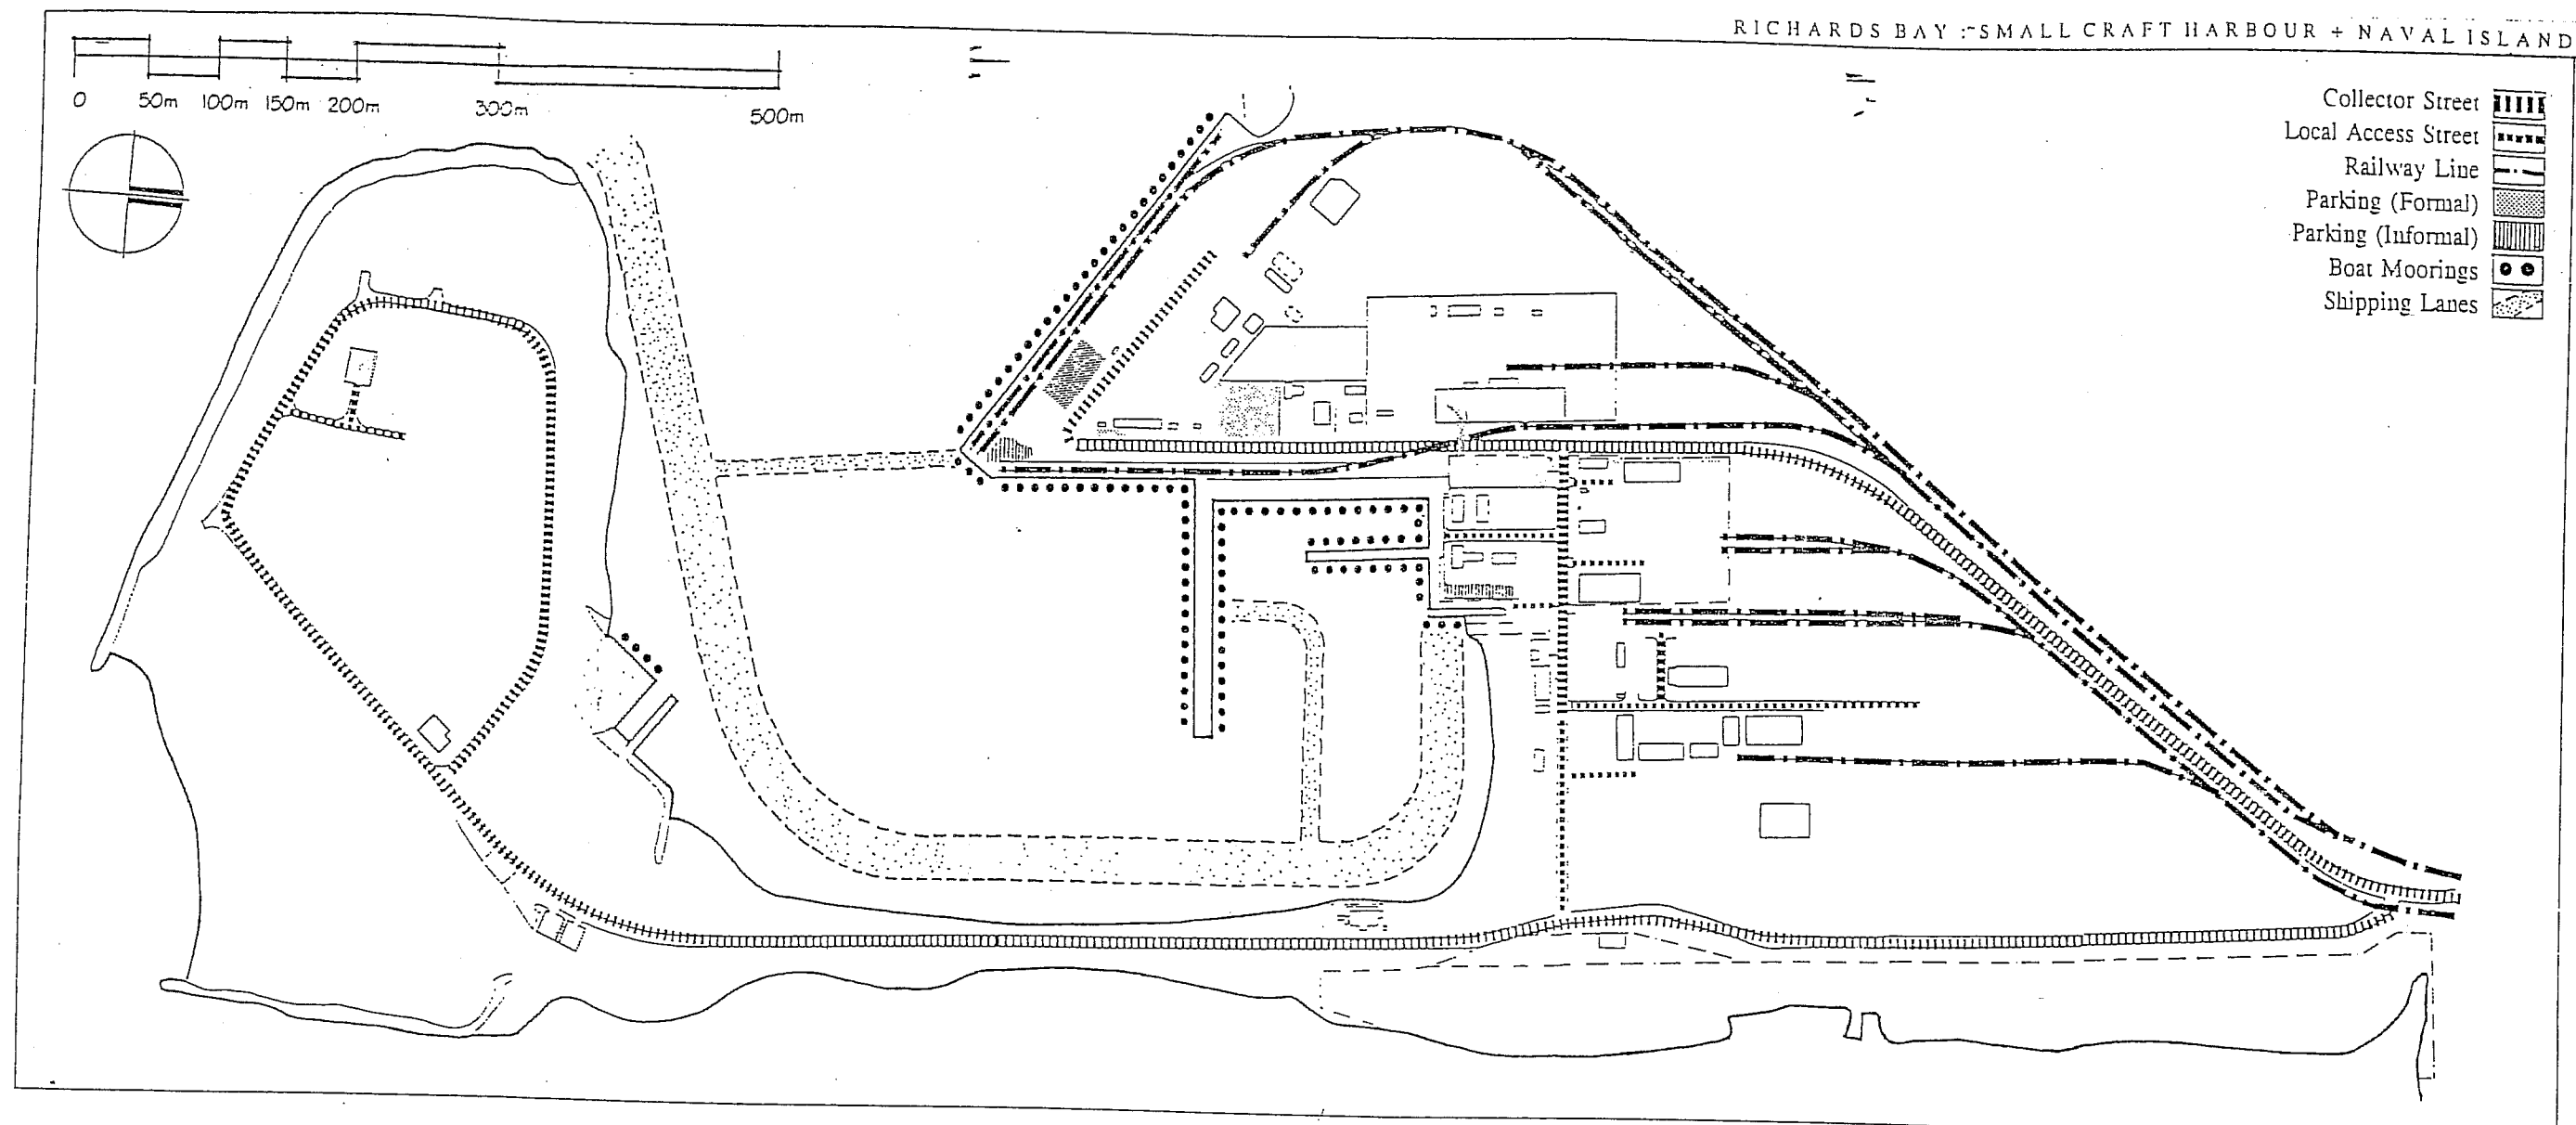 RICHARDS BAY :~ SMALL CRAFT HARBOUR + NAVAL ISLAND
0 50m 100m 150m 200m 300m 500m
Collector Street
Local Access Street
Railway Line
Parking (Formal)
Parking (Informal)
Boat Moorings
Shipping Lanes